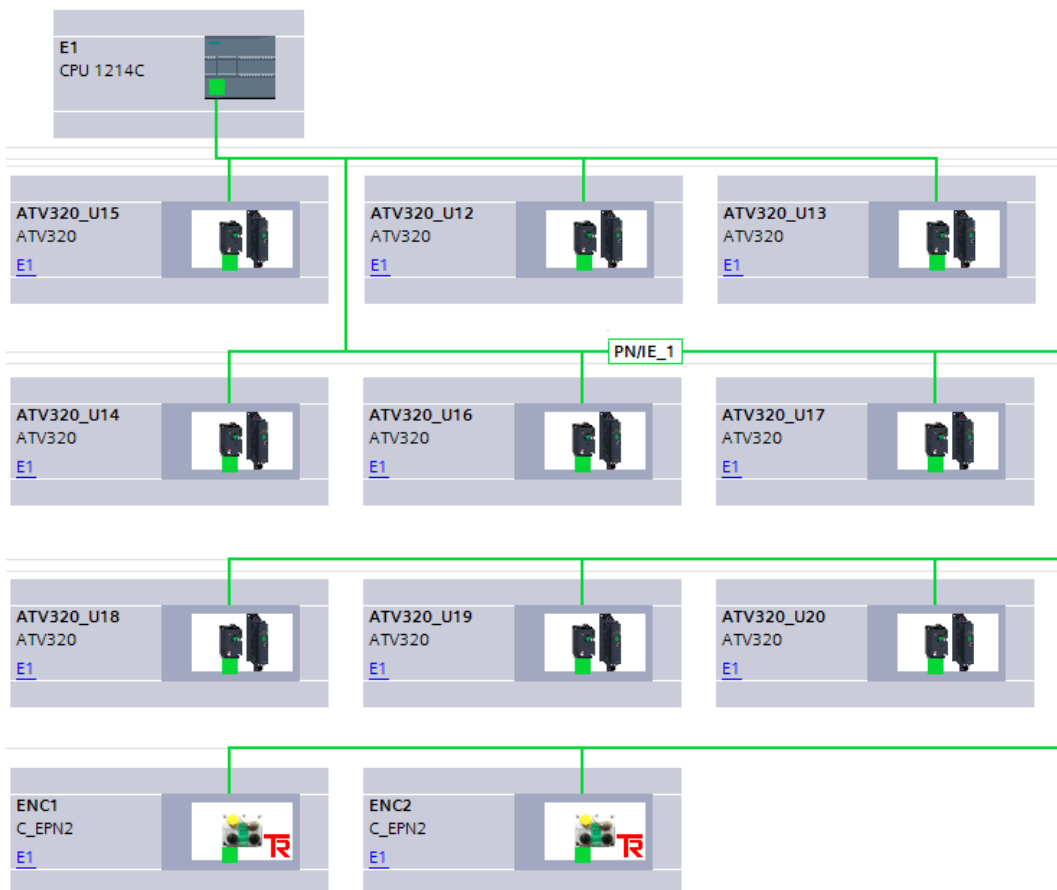 E1
CPU 1214C
ATV320_U15
ATV320
E1
ATV320_U12
ATV320
E1
ATV320_U13
ATV320
E1
PN/IE_1
ATV320_U14
ATV320
E1
ATV320_U16
ATV320
E1
ATV320_U17
ATV320
E1
ATV320_U18
ATV320
E1
ATV320_U19
ATV320
E1
ATV320_U20
ATV320
E1
ENC1
C_EPN2
E1
TR
ENC2
C_EPN2
E1
TR